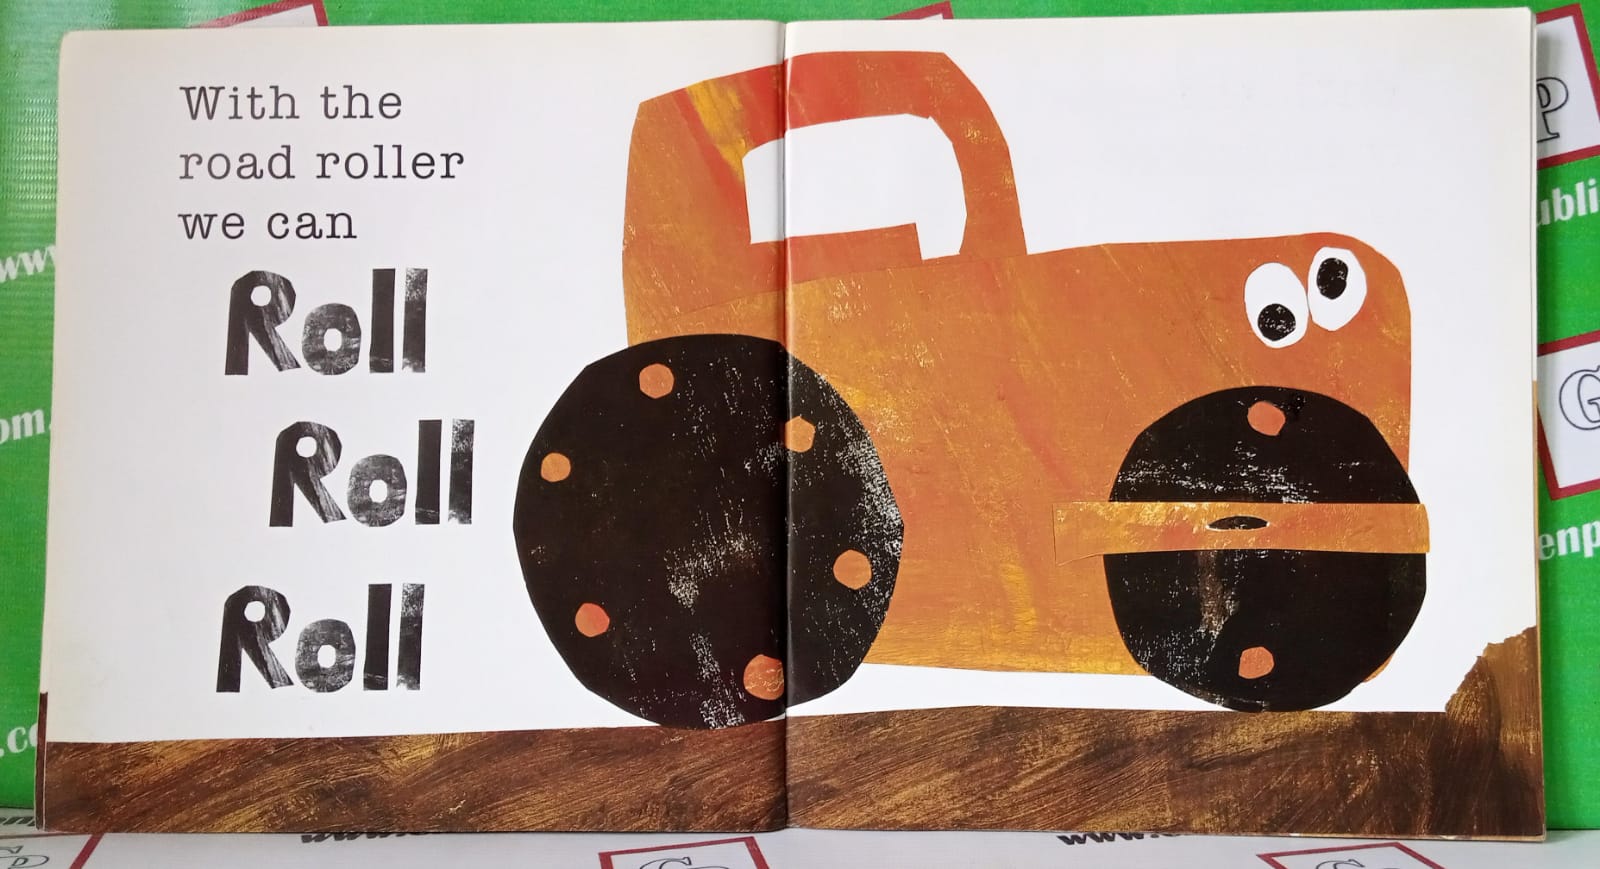 With the
road roller
we can
Roll
Roll
Roll